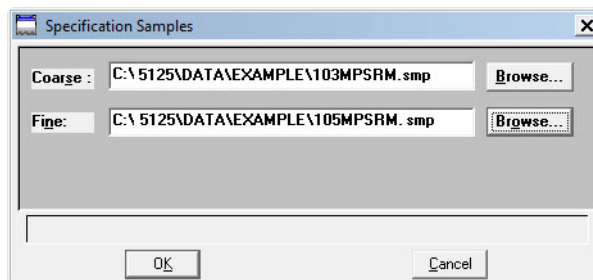 Specification Samples
Coarse : C:\ 5125\DATA\EXAMPLE\103MPSRM.smp Browse...
Fine: C:\ 5125\DATA\EXAMPLE\105MPSRM. smp Browse...
OK Cancel